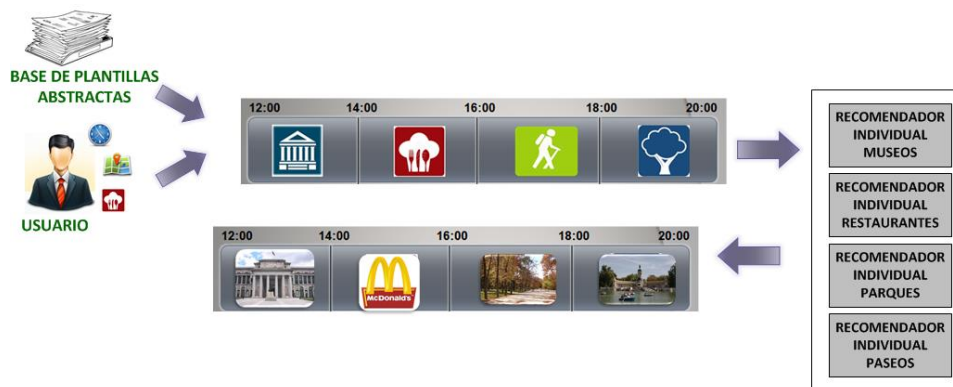 BASE DE PLANTILLAS
ABSTRACTAS
USUARIO
12:00 14:00 16:00 18:00 20:00
12:00 14:00 16:00 18:00 20:00
McDonald's
RECOMENDADOR
INDIVIDUAL
MUSEOS
RECOMENDADOR
INDIVIDUAL
RESTAURANTES
RECOMENDADOR
INDIVIDUAL
PARQUES
RECOMENDADOR
INDIVIDUAL
PASEOS